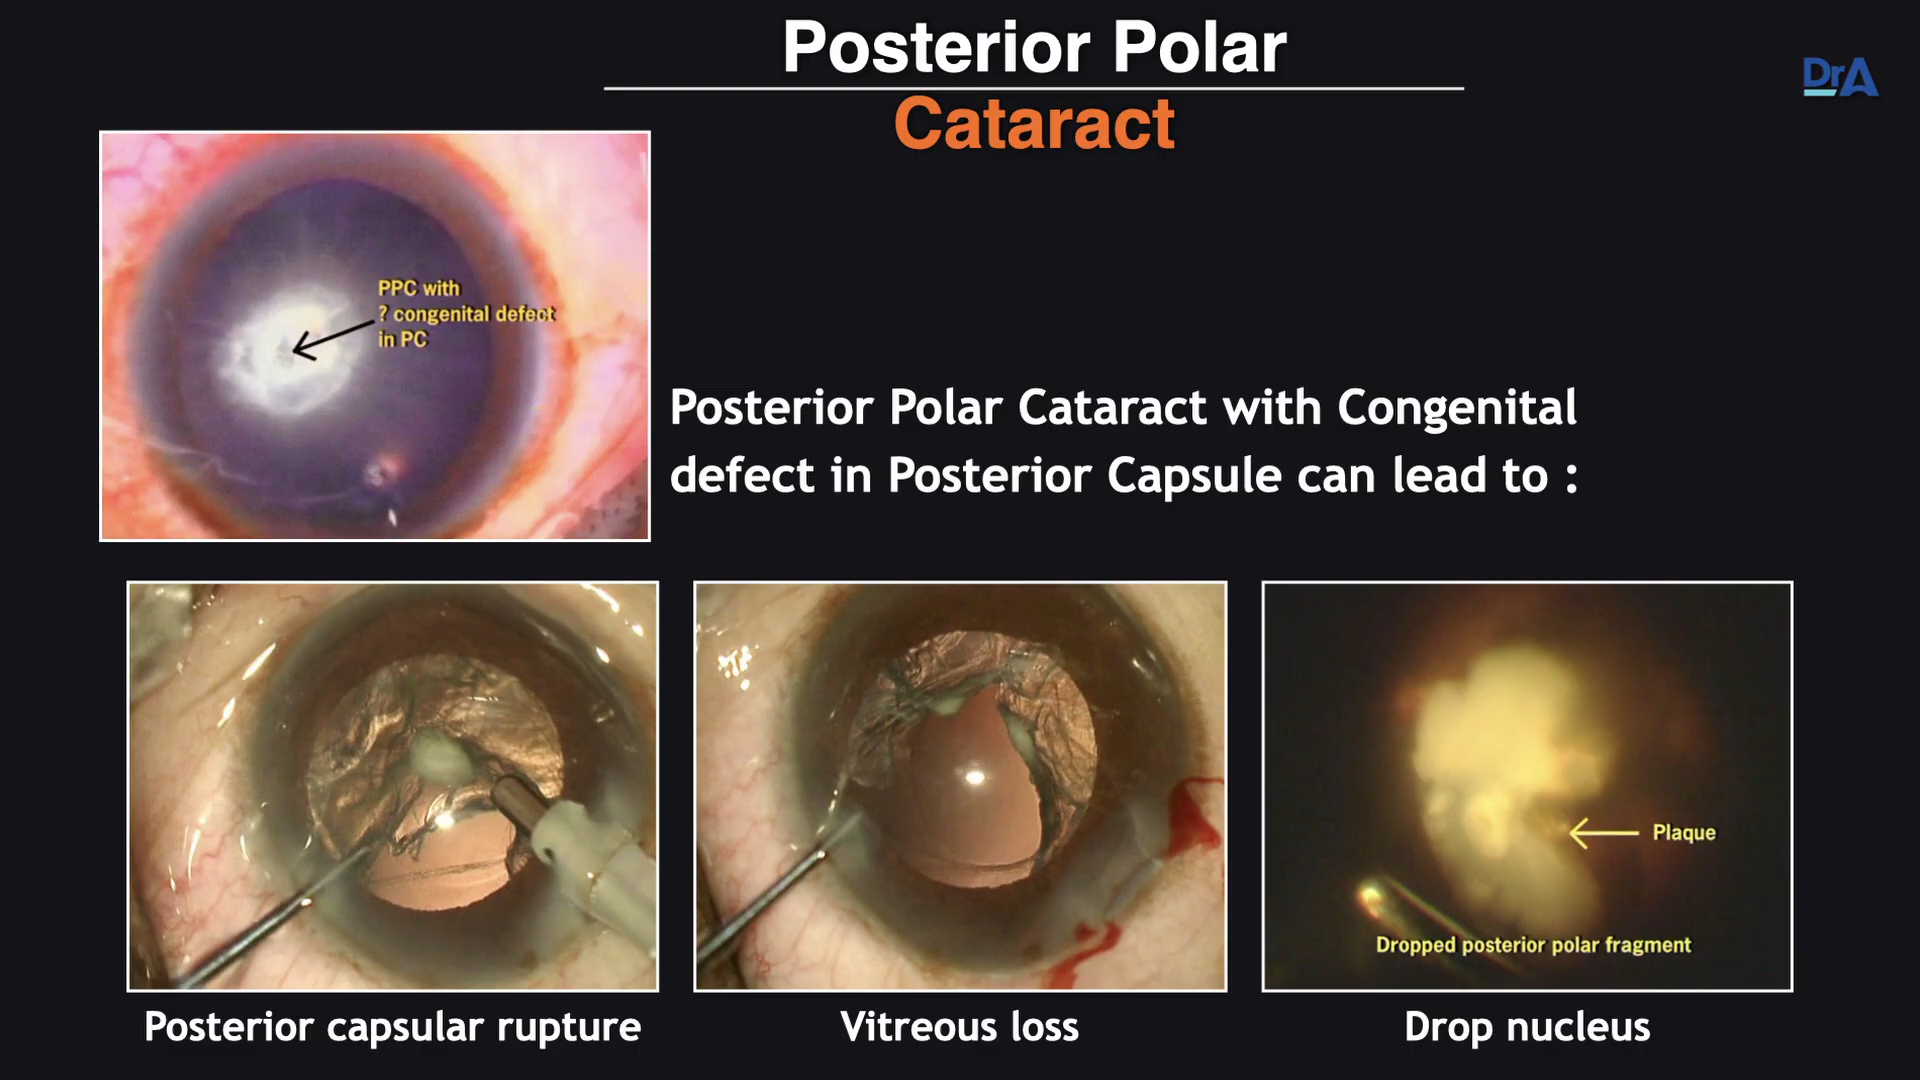 Posterior Polar
Cataract
DrA
PPC with
? congenital defect
in PC
Posterior Polar Cataract with Congenital
defect in Posterior Capsule can lead to :
Plaque
Dropped posterior polar fragment
Posterior capsular rupture
Vitreous loss
Drop nucleus